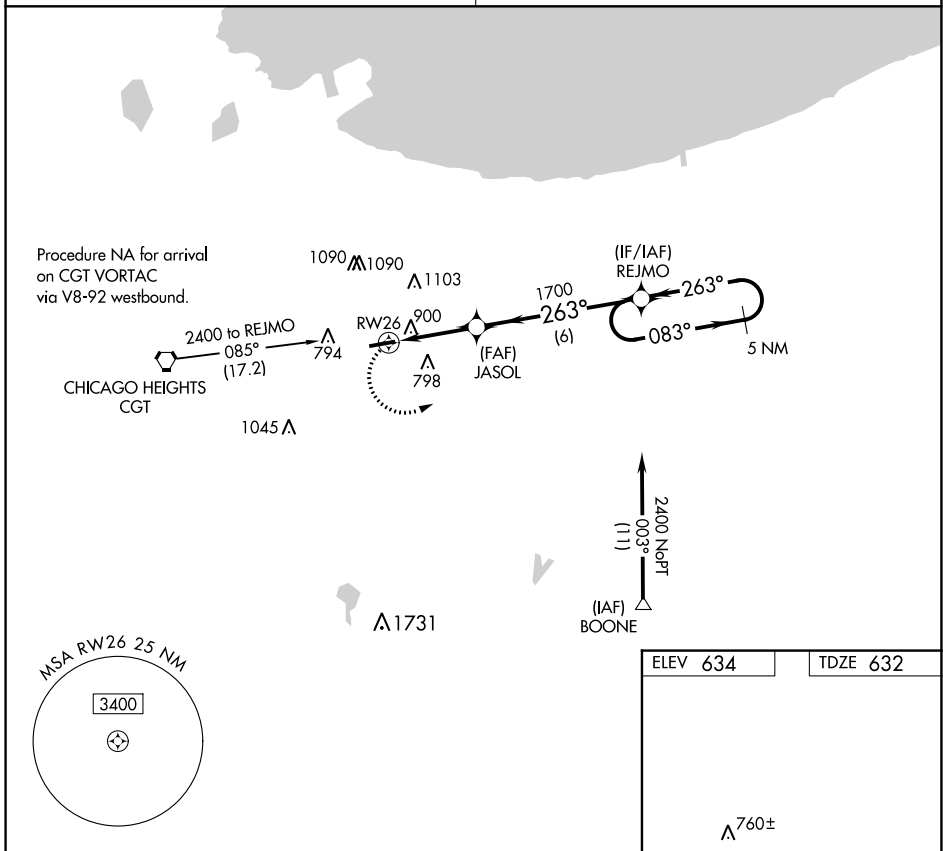 Procedure NA for arrival
on CGT VORTAC
via V8-92 westbound.
1090
1090
1103
(IF/IAF)
REJMO
263°
083°
5 NM
1700
263°
(6)
2400 to REJMO
085°
(17.2)
794
RW26
900
(FAF)
JASOL
798
CHICAGO HEIGHTS
CGT
1045
2400 NoPT
003°
(11)
(IAF)
BOONE
1731
MSA RW26 25 NM
3400
ELEV 634
TDZE 632
760±